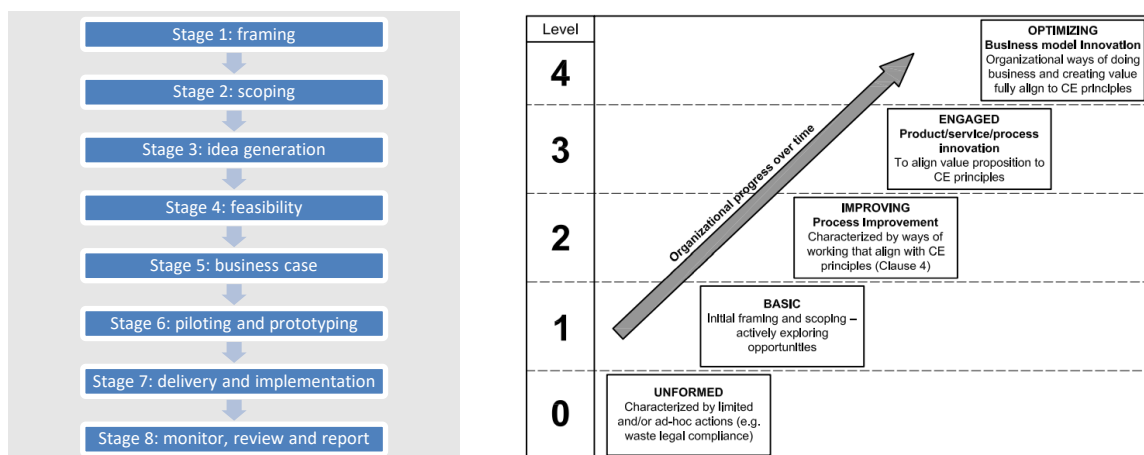 Stage 1: framing
Stage 2: scoping
Stage 3: idea generation
Stage 4: feasibility
Stage 5: business case
Stage 6: piloting and prototyping
Stage 7: delivery and implementation
Stage 8: monitor, review and report
Level
4
OPTIMIZING
Business model Innovation
Organizational ways of doing
business and creating value
fully align to CE principles
3
ENGAGED
Product/service/process
innovation
To align value proposition to
CE principles
Organizational progress over time
2
IMPROVING
Process Improvement
Characterized by ways of
working that align with CE
principles (Clause 4)
1
BASIC
Initial framing and scoping –
actively exploring
opportunities
0
UNFORMED
Characterized by limited
and/or ad-hoc actions (e.g.
waste legal compliance)